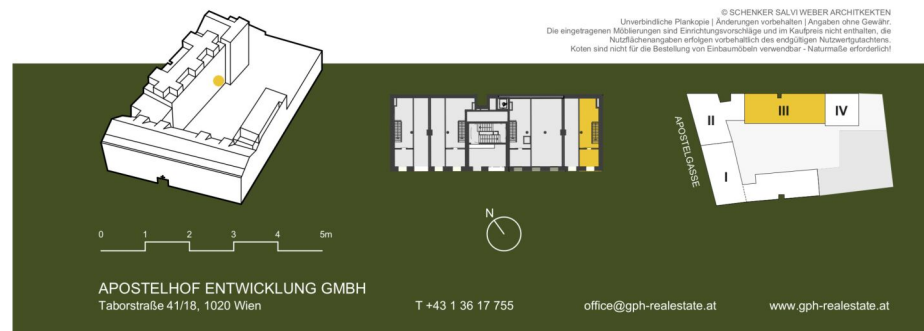 © SCHENKER SALVI WEBER ARCHITKEKTEN
Unverbindliche Plankopie | Änderungen vorbehalten | Angaben ohne Gewähr.
Die eingetragenen Möblierungen sind Einrichtungsvorschläge und im Kaufpreis nicht enthalten, die
Nutzflächenangaben erfolgen vorbehaltlich des endgültigen Nutzwertgutachtens.
Koten sind nicht für die Bestellung von Einbaumöbeln verwendbar - Naturmaße erforderlich!
II
III
IV
I
APOSTELGASSE
N
0 1 2 3 4 5m
APOSTELHOF ENTWICKLUNG GMBH
Taborstraße 41/18, 1020 Wien
T +43 1 36 17 755
office@gph-realestate.at
www.gph-realestate.at